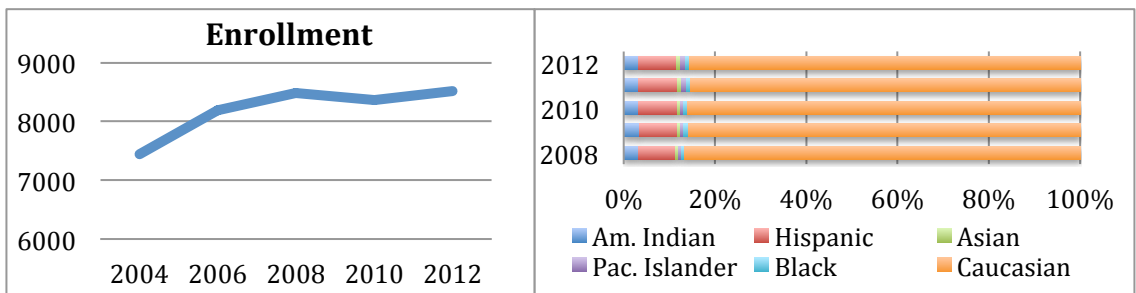 Enrollment
9000
8000
7000
6000
2004 2006 2008 2010 2012
2012
2010
2008
0% 20% 40% 60% 80% 100%
Am. Indian Hispanic Asian
Pac. Islander Black Caucasian